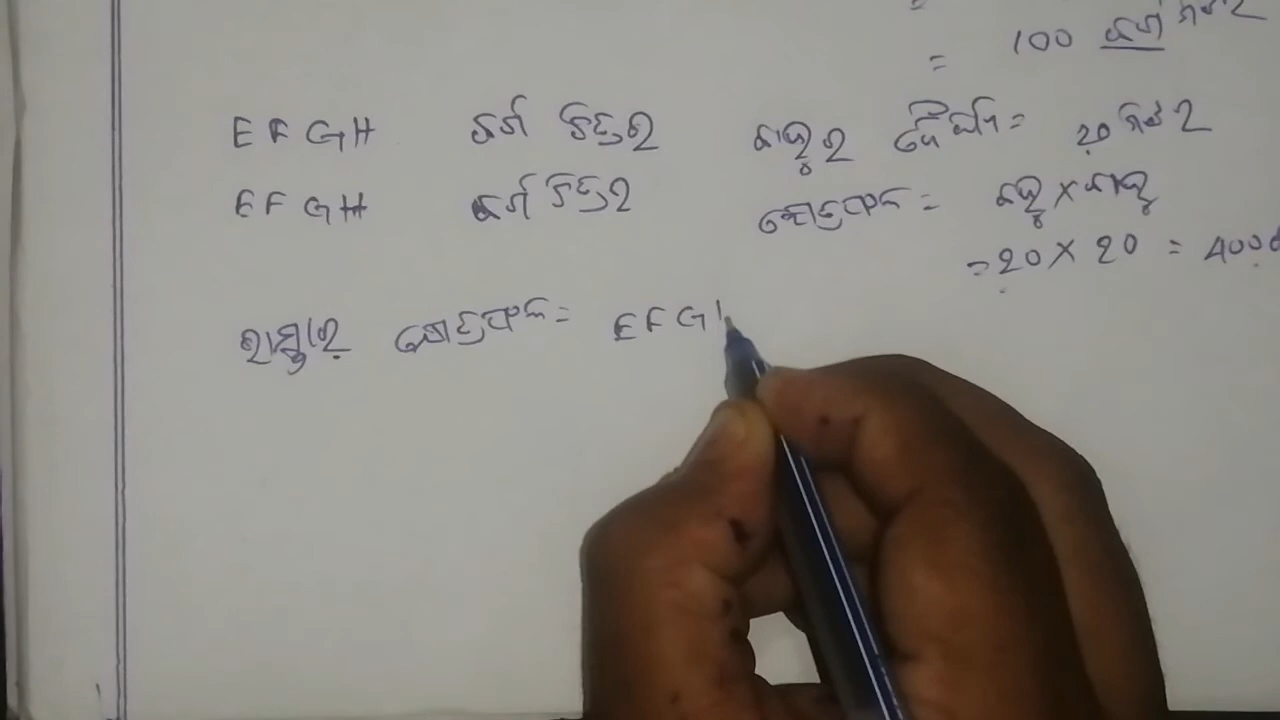 = 100 ବର୍ଗ ମିଟର
EFGH ବର୍ଗ ଚିତ୍ରର ବାହୁର ଦୈର୍ଘ୍ୟ = 20 ମିଟର
EFGH ବର୍ଗ ଚିତ୍ରର କ୍ଷେତ୍ରଫଳ = ବାହୁ × ବାହୁ
= 20 × 20 = 400
ରାସ୍ତାର କ୍ଷେତ୍ରଫଳ = EFG